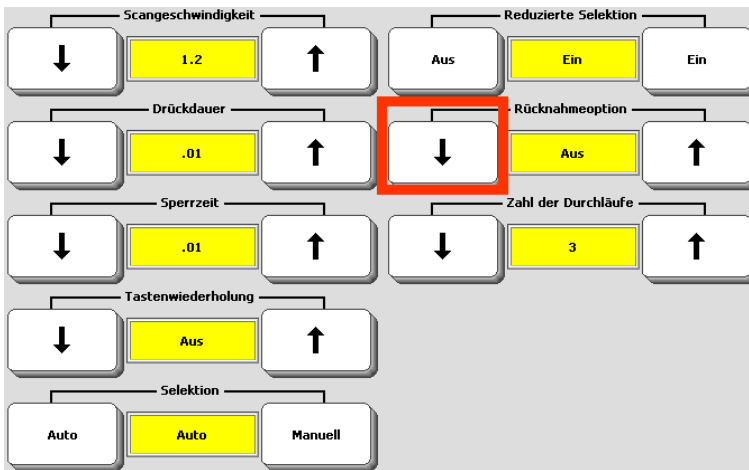 Scangeschwindigkeit
1.2
Reduzierte Selektion
Aus
Ein
Ein
Drückdauer
.01
Rücknahmeoption
Aus
Sperrzeit
.01
Zahl der Durchläufe
3
Tastenwiederholung
Aus
Selektion
Auto
Auto
Manuell